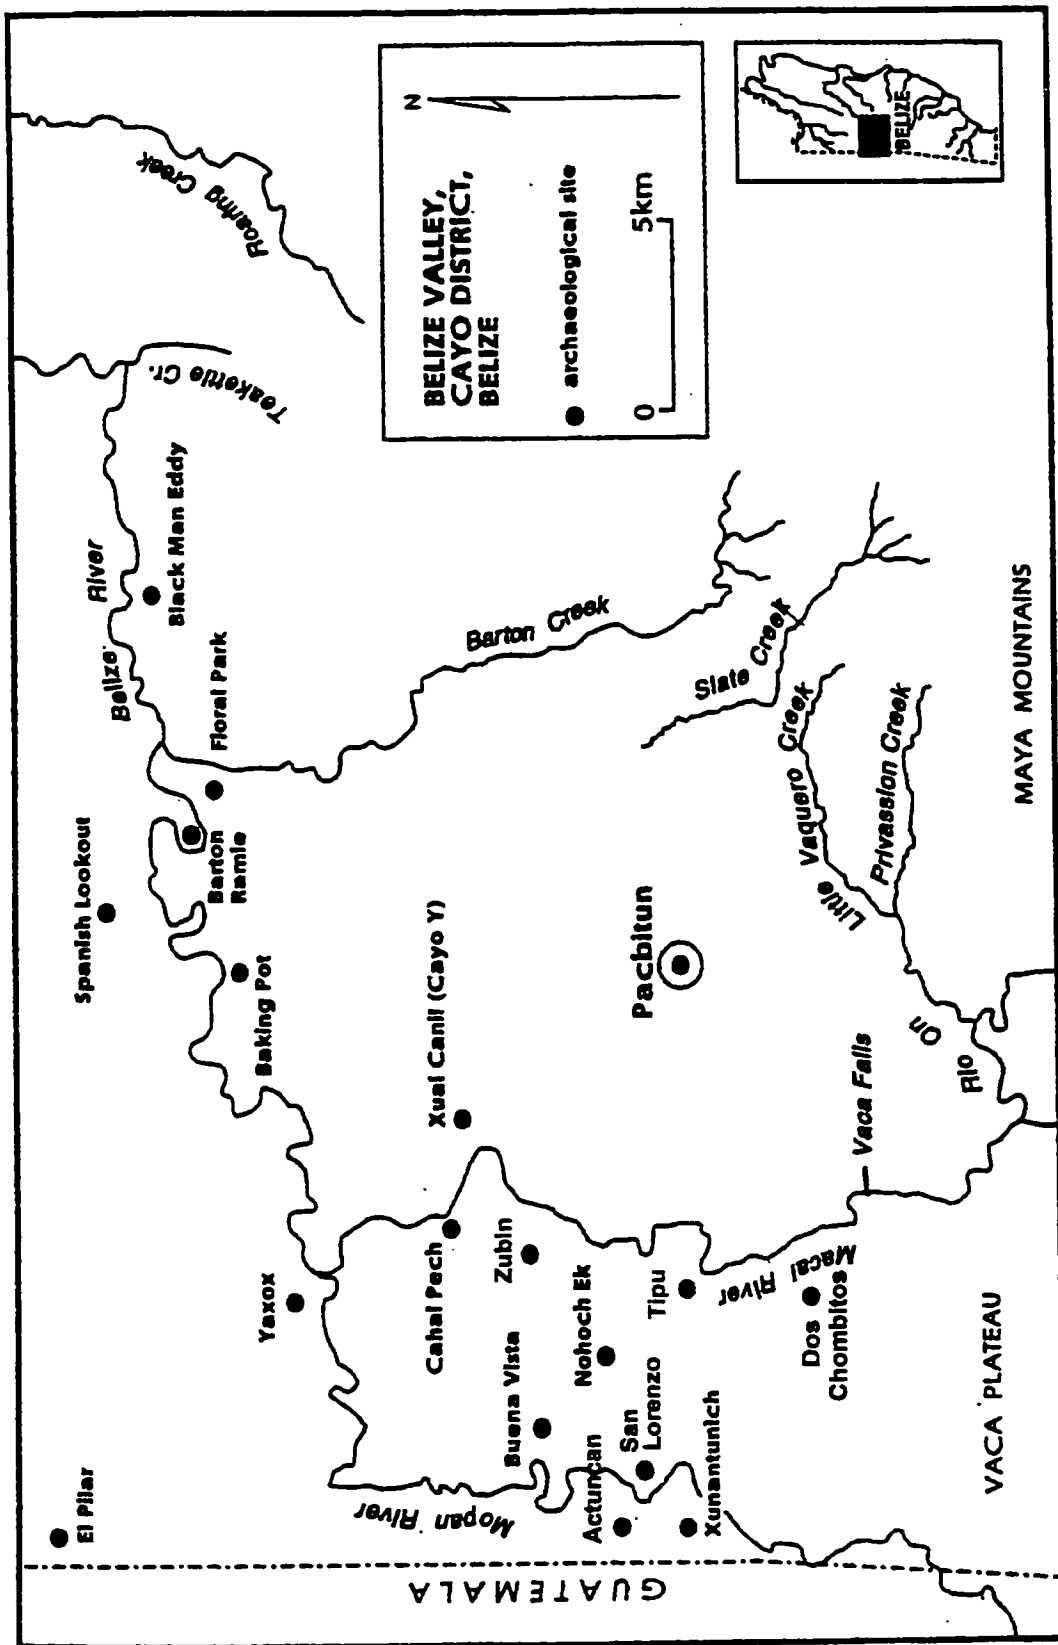 El Pilar
Spanish Lookout
Belize River
Roaring Creek
Teakettle Cr.
Black Man Eddy
Floral Park
Barton
Ramie
Baking Pot
Yaxox
GUATEMALA
Mopan River
Cahal Pech
Xual Canil (Cayo Y)
Zubin
Buena Vista
Nohoch Ek
Actuncan
San
Lorenzo
Xunantunich
Tipu
Macal River
Dos
Chombitos
Vaca Falls
Pacbitun
Barton Creek
Slate Creek
Little Vaquero Creek
Privassion Creek
Rio On
VACA PLATEAU
MAYA MOUNTAINS
BELIZE VALLEY,
CAYO DISTRICT,
BELIZE
N
archaeological site
0 5km
BELIZE